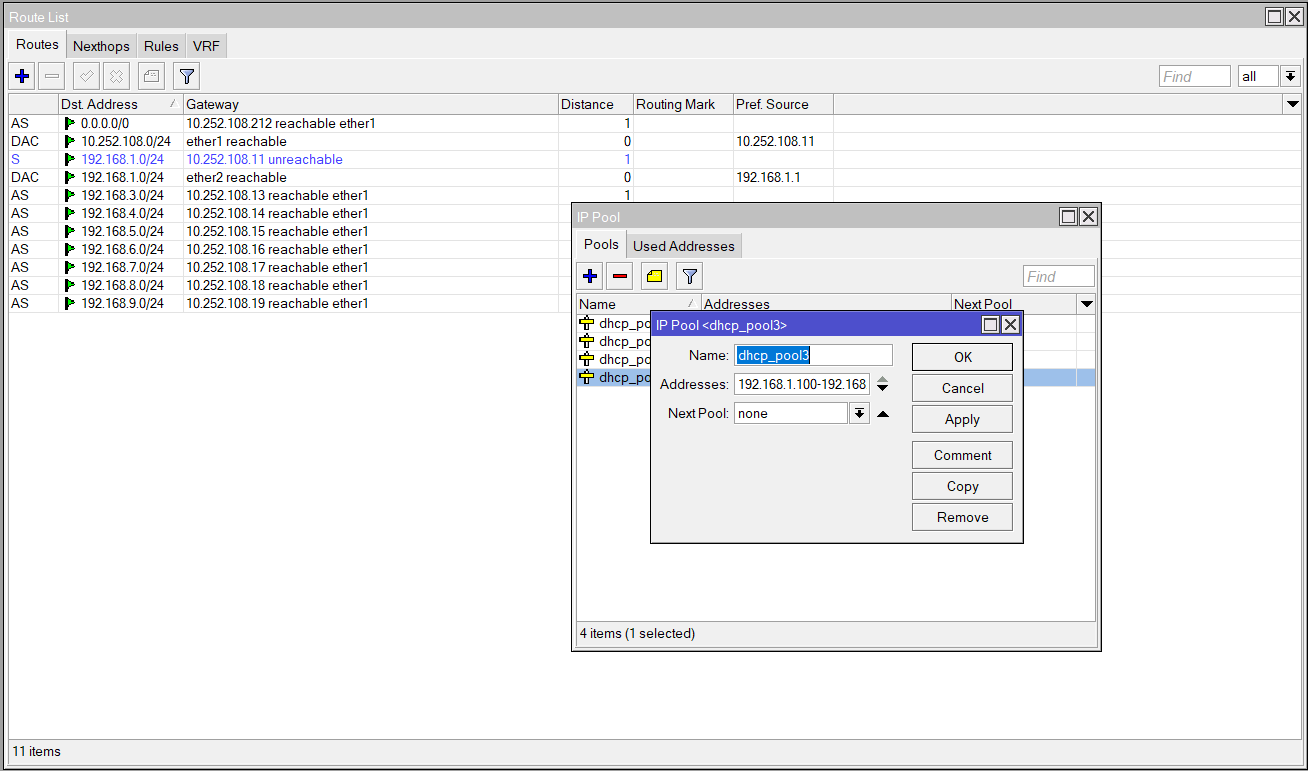 Route List
Routes Nexthops Rules VRF
Find all
Dst. Address Gateway Distance Routing Mark Pref. Source
AS 0.0.0.0/0 10.252.108.212 reachable ether1 1
DAC 10.252.108.0/24 ether1 reachable 0 10.252.108.11
S 192.168.1.0/24 10.252.108.11 unreachable 1
DAC 192.168.1.0/24 ether2 reachable 0 192.168.1.1
AS 192.168.3.0/24 10.252.108.13 reachable ether1 1
AS 192.168.4.0/24 10.252.108.14 reachable ether1
AS 192.168.5.0/24 10.252.108.15 reachable ether1
AS 192.168.6.0/24 10.252.108.16 reachable ether1
AS 192.168.7.0/24 10.252.108.17 reachable ether1
AS 192.168.8.0/24 10.252.108.18 reachable ether1
AS 192.168.9.0/24 10.252.108.19 reachable ether1
11 items
IP Pool
Pools Used Addresses
Find
Name Addresses Next Pool
dhcp_po
dhcp_po
dhcp_po
dhcp_po
4 items (1 selected)
IP Pool <dhcp_pool3>
Name: dhcp_pool3
Addresses: 192.168.1.100-192.168
Next Pool: none
OK
Cancel
Apply
Comment
Copy
Remove